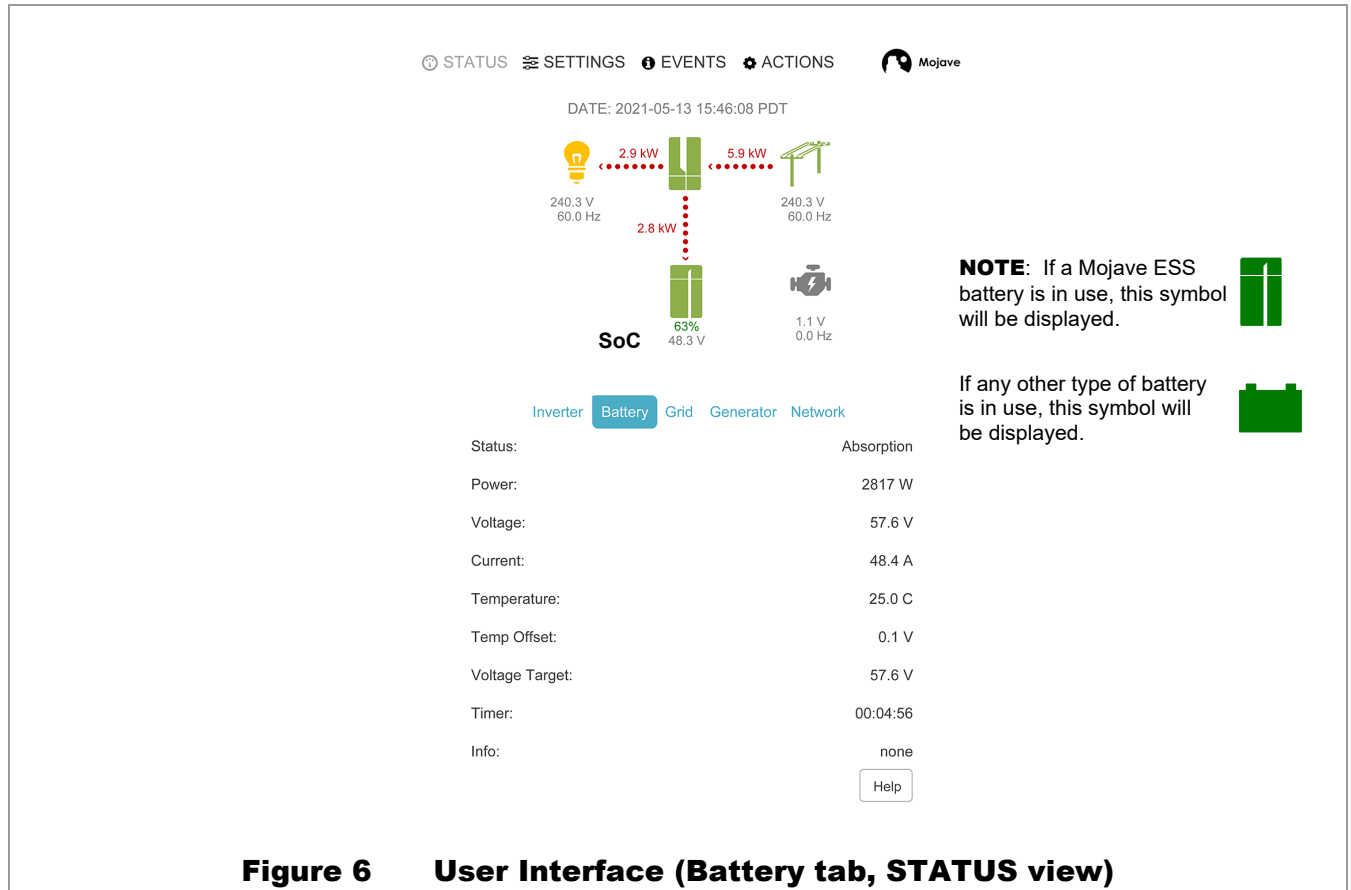 STATUS SETTINGS EVENTS ACTIONS Mojave
DATE: 2021-05-13 15:46:08 PDT
2.9 kW 5.9 kW
240.3 V 240.3 V
60.0 Hz 60.0 Hz
2.8 kW
63%
SoC 48.3 V
1.1 V
0.0 Hz
NOTE: If a Mojave ESS
battery is in use, this symbol
will be displayed.
If any other type of battery
is in use, this symbol will
be displayed.
Inverter Battery Grid Generator Network
Status: Absorption
Power: 2817 W
Voltage: 57.6 V
Current: 48.4 A
Temperature: 25.0 C
Temp Offset: 0.1 V
Voltage Target: 57.6 V
Timer: 00:04:56
Info: none
Help
Figure 6 User Interface (Battery tab, STATUS view)